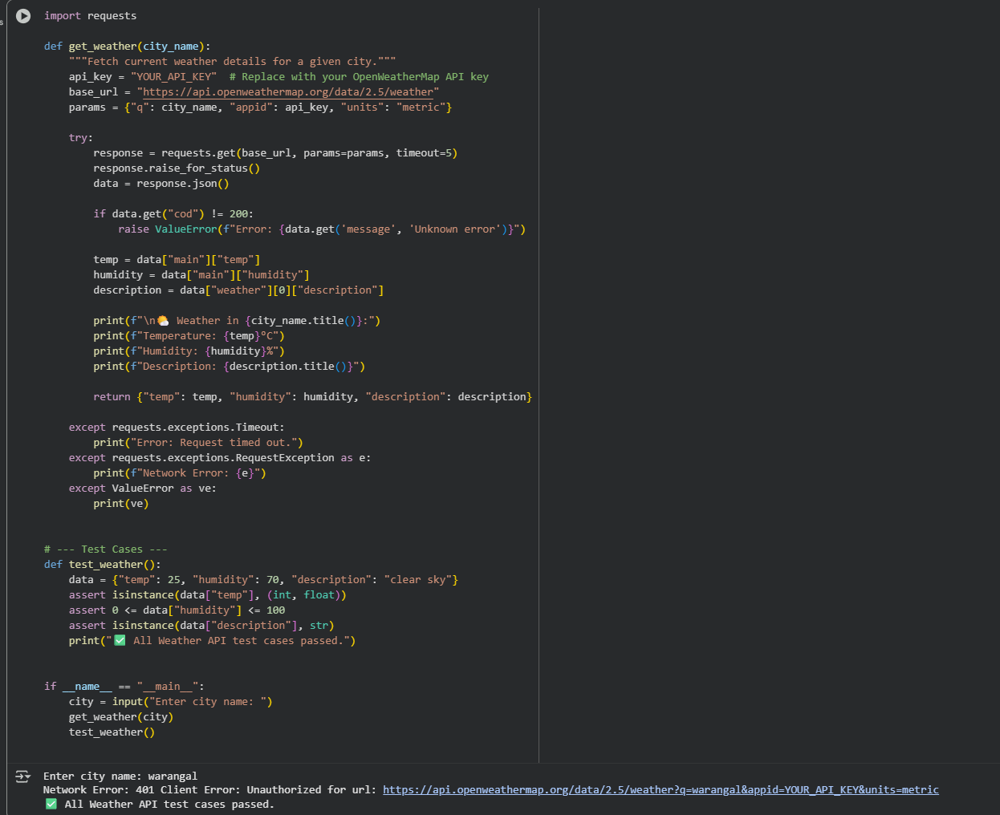 s
import requests

def get_weather(city_name):
    """Fetch current weather details for a given city."""
    api_key = "YOUR_API_KEY"  # Replace with your OpenWeatherMap API key
    base_url = "https://api.openweathermap.org/data/2.5/weather"
    params = {"q": city_name, "appid": api_key, "units": "metric"}

    try:
        response = requests.get(base_url, params=params, timeout=5)
        response.raise_for_status()
        data = response.json()

        if data.get("cod") != 200:
            raise ValueError(f"Error: {data.get('message', 'Unknown error')}")

        temp = data["main"]["temp"]
        humidity = data["main"]["humidity"]
        description = data["weather"][0]["description"]

        print(f"\n🌤️ Weather in {city_name.title()}:")
        print(f"Temperature: {temp}°C")
        print(f"Humidity: {humidity}%")
        print(f"Description: {description.title()}")

        return {"temp": temp, "humidity": humidity, "description": description}

    except requests.exceptions.Timeout:
        print("Error: Request timed out.")
    except requests.exceptions.RequestException as e:
        print(f"Network Error: {e}")
    except ValueError as ve:
        print(ve)


# --- Test Cases ---
def test_weather():
    data = {"temp": 25, "humidity": 70, "description": "clear sky"}
    assert isinstance(data["temp"], (int, float))
    assert 0 <= data["humidity"] <= 100
    assert isinstance(data["description"], str)
    print("✅ All Weather API test cases passed.")


if __name__ == "__main__":
    city = input("Enter city name: ")
    get_weather(city)
    test_weather()

Enter city name: warangal
Network Error: 401 Client Error: Unauthorized for url: https://api.openweathermap.org/data/2.5/weather?q=warangal&appid=YOUR_API_KEY&units=metric
✅ All Weather API test cases passed.